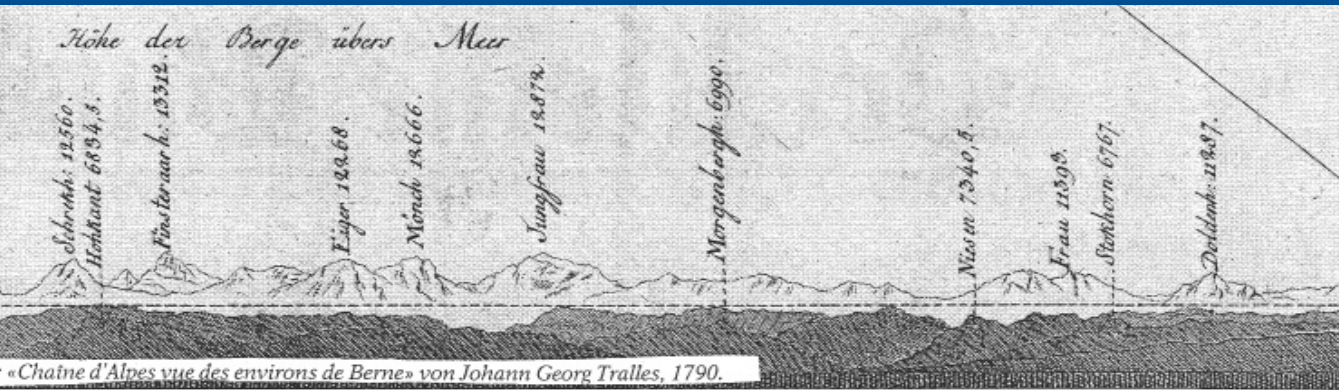 Höhe der Berge übers Meer
Schrekh: 12560.
Hohkant 6834,5.
Finsteraarh: 13312.
Eiger 12268.
Mönch 12666.
Jungfrau 12872.
Morgenbergh: 6990.
Niesen 7340,5.
Frau 11393.
Stokhorn 6767.
Doldenh: 11287.
«Chaîne d'Alpes vue des environs de Berne» von Johann Georg Tralles, 1790.